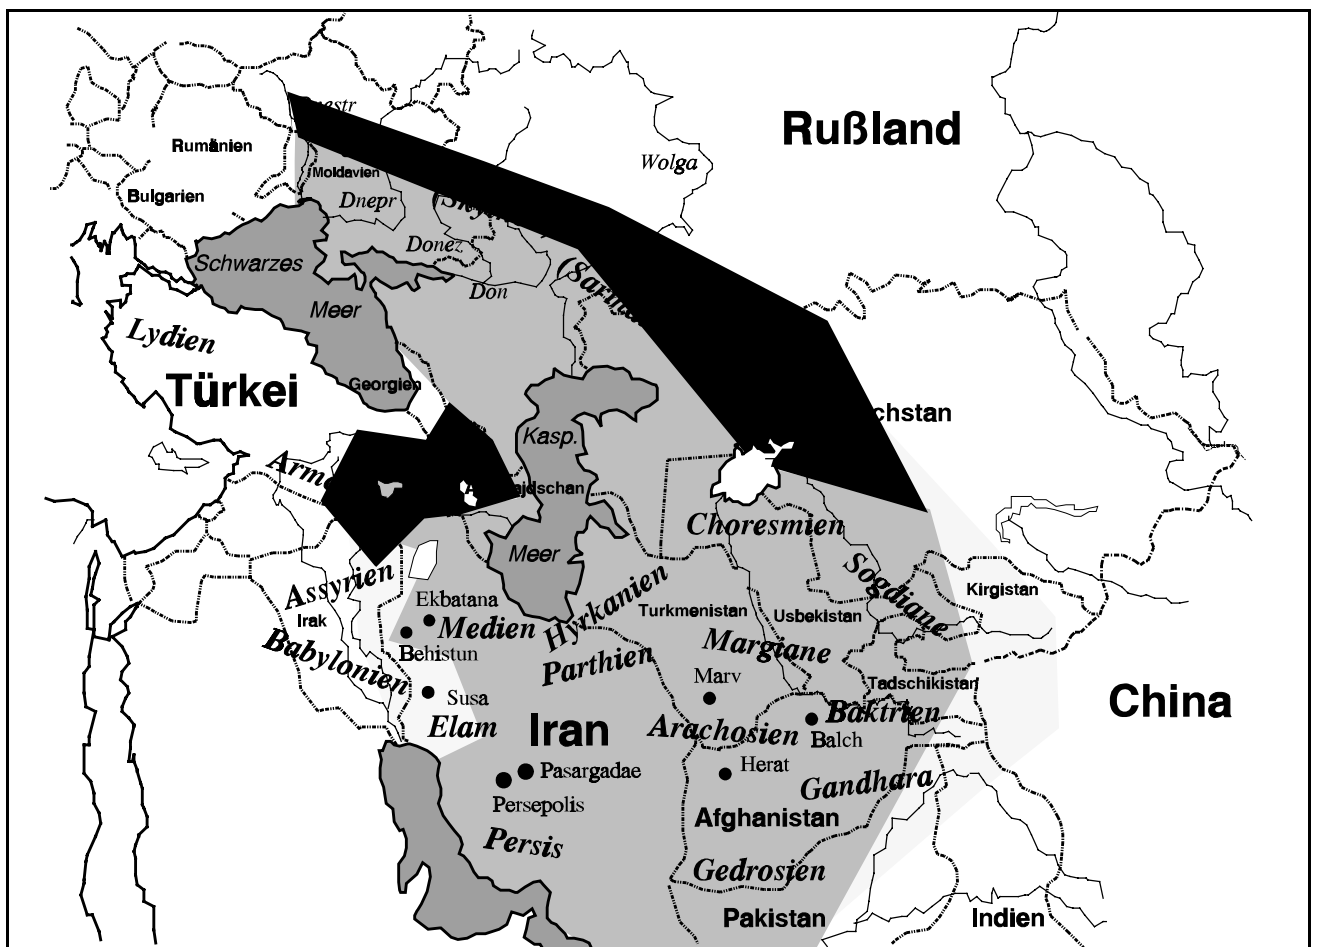 Rußland
Wolga
Rumänien
Moldavien
Bulgarien
Dnepr
Donez
Schwarzes
Meer
Don
Lydien
Türkei
Georgien
Kasp.
Meer
Choresmien
Sogdiane
Kirgistan
Assyrien
Irak
Babylonien
Ekbatana
Medien
Behistun
Hyrkanien
Parthien
Turkmenistan
Usbekistan
Margiane
Marv
Tadschikistan
China
Susa
Elam
Iran
Arachosien
Baktrien
Balch
Pasargadae
Persepolis
Herat
Gandhara
Afghanistan
Persis
Gedrosien
Pakistan
Indien